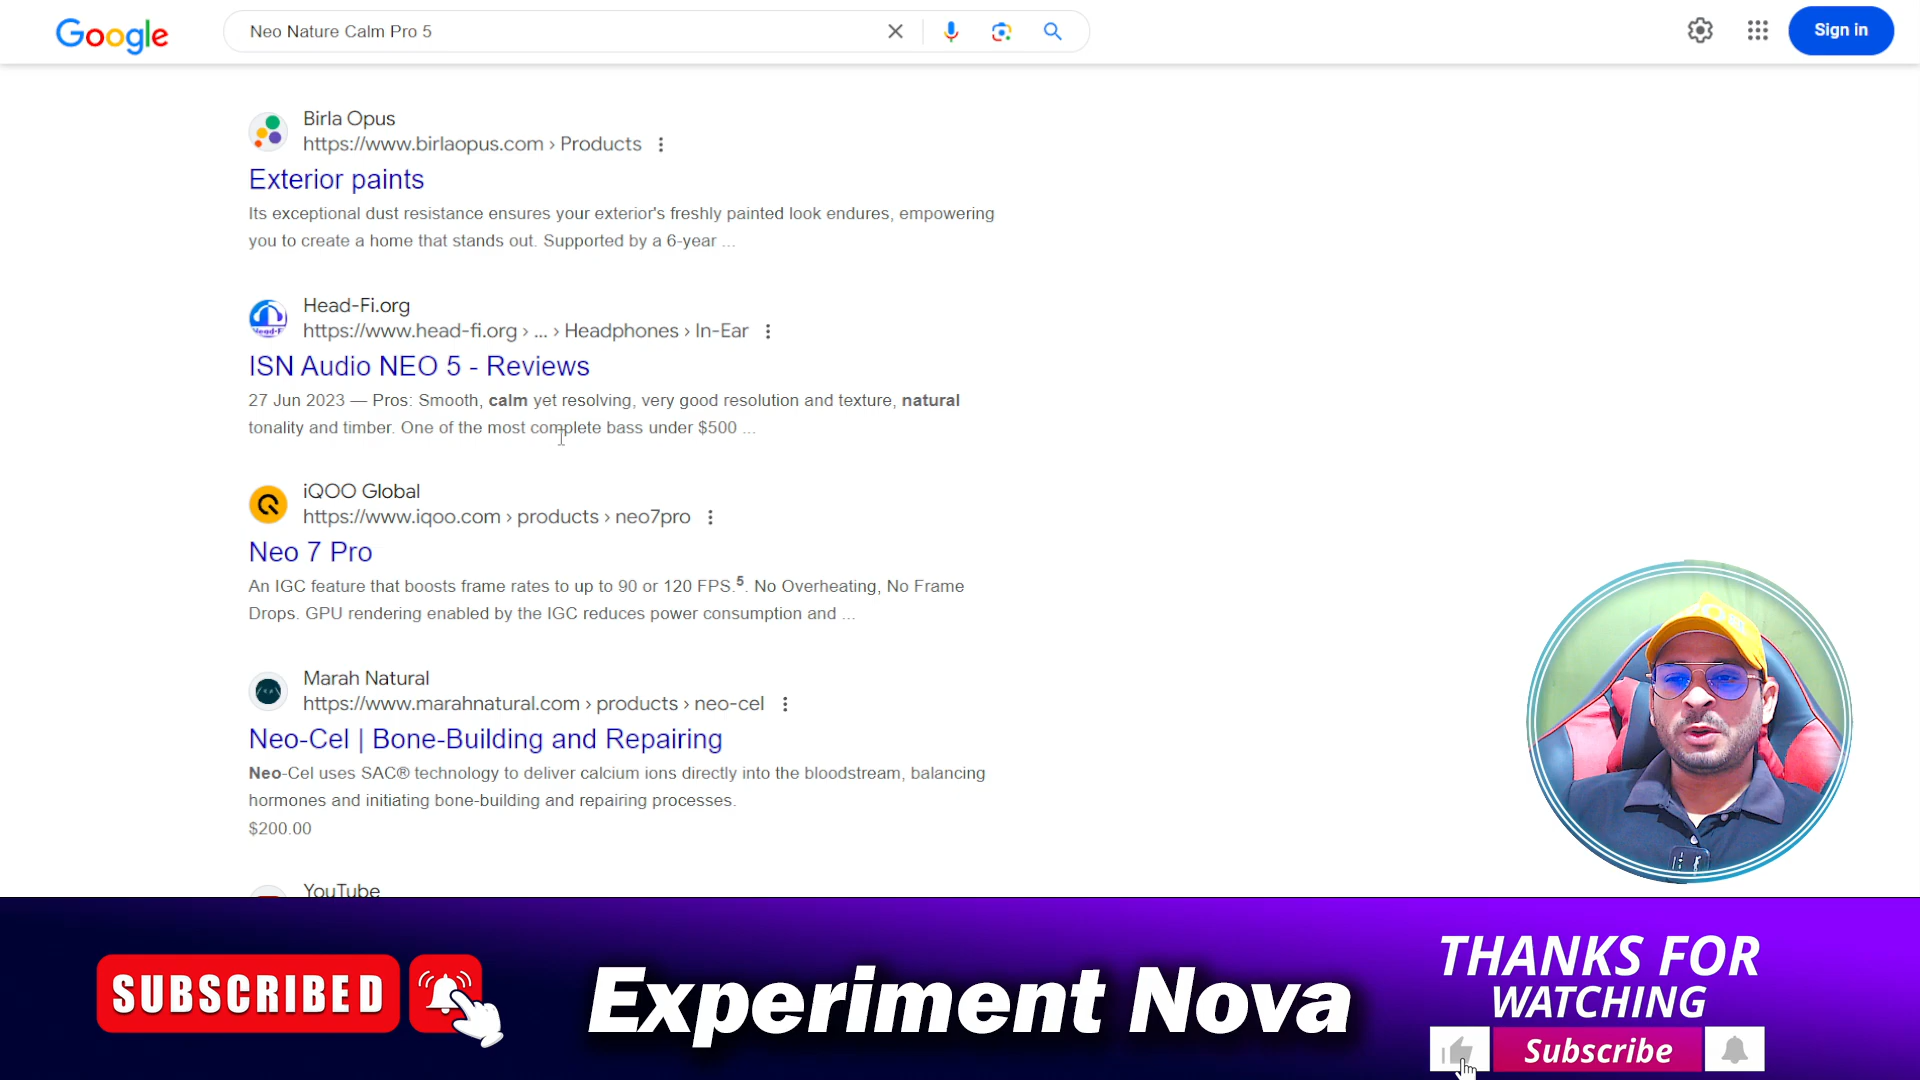 Google
Neo Nature Calm Pro 5
Sign in
Birla Opus
https://www.birlaopus.com › Products
Exterior paints
Its exceptional dust resistance ensures your exterior's freshly painted look endures, empowering
you to create a home that stands out. Supported by a 6-year ...
Head-Fi.org
https://www.head-fi.org › ... › Headphones › In-Ear
ISN Audio NEO 5 - Reviews
27 Jun 2023 — Pros: Smooth, calm yet resolving, very good resolution and texture, natural
tonality and timber. One of the most complete bass under $500 ...
iQOO Global
https://www.iqoo.com › products › neo7pro
Neo 7 Pro
An IGC feature that boosts frame rates to up to 90 or 120 FPS.⁵. No Overheating, No Frame
Drops. GPU rendering enabled by the IGC reduces power consumption and ...
Marah Natural
https://www.marahnatural.com › products › neo-cel
Neo-Cel | Bone-Building and Repairing
Neo-Cel uses SAC® technology to deliver calcium ions directly into the bloodstream, balancing
hormones and initiating bone-building and repairing processes.
$200.00
YouTube
SUBSCRIBED
Experiment Nova
THANKS FOR
WATCHING
Subscribe